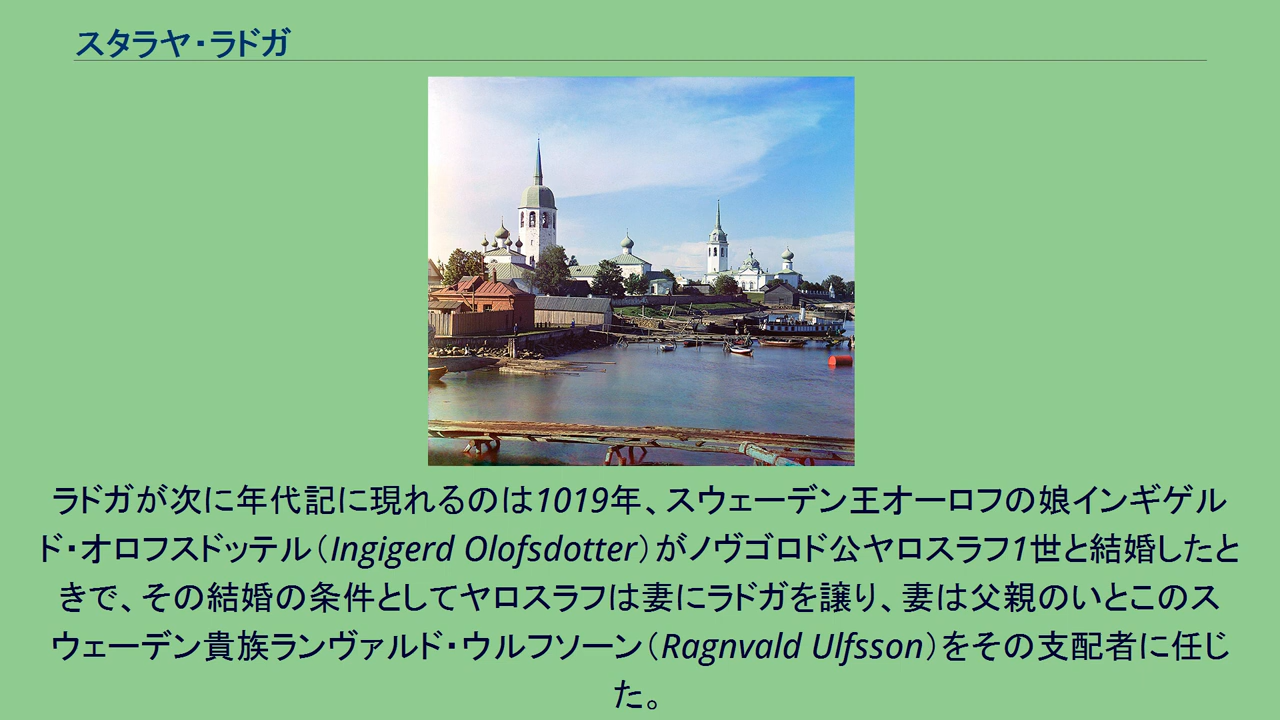 スタラヤ・ラドガ
ラドガが次に年代記に現れるのは1019年、スウェーデン王オーロフの娘インギゲル
ド・オロフスドッテル（Ingigerd Olofsdotter）がノヴゴロド公ヤロスラフ1世と結婚したと
きで、その結婚の条件としてヤロスラフは妻にラドガを譲り、妻は父親のいとこのス
ウェーデン貴族ランヴァルド・ウルフソーン（Ragnvald Ulfsson）をその支配者に任じ
た。